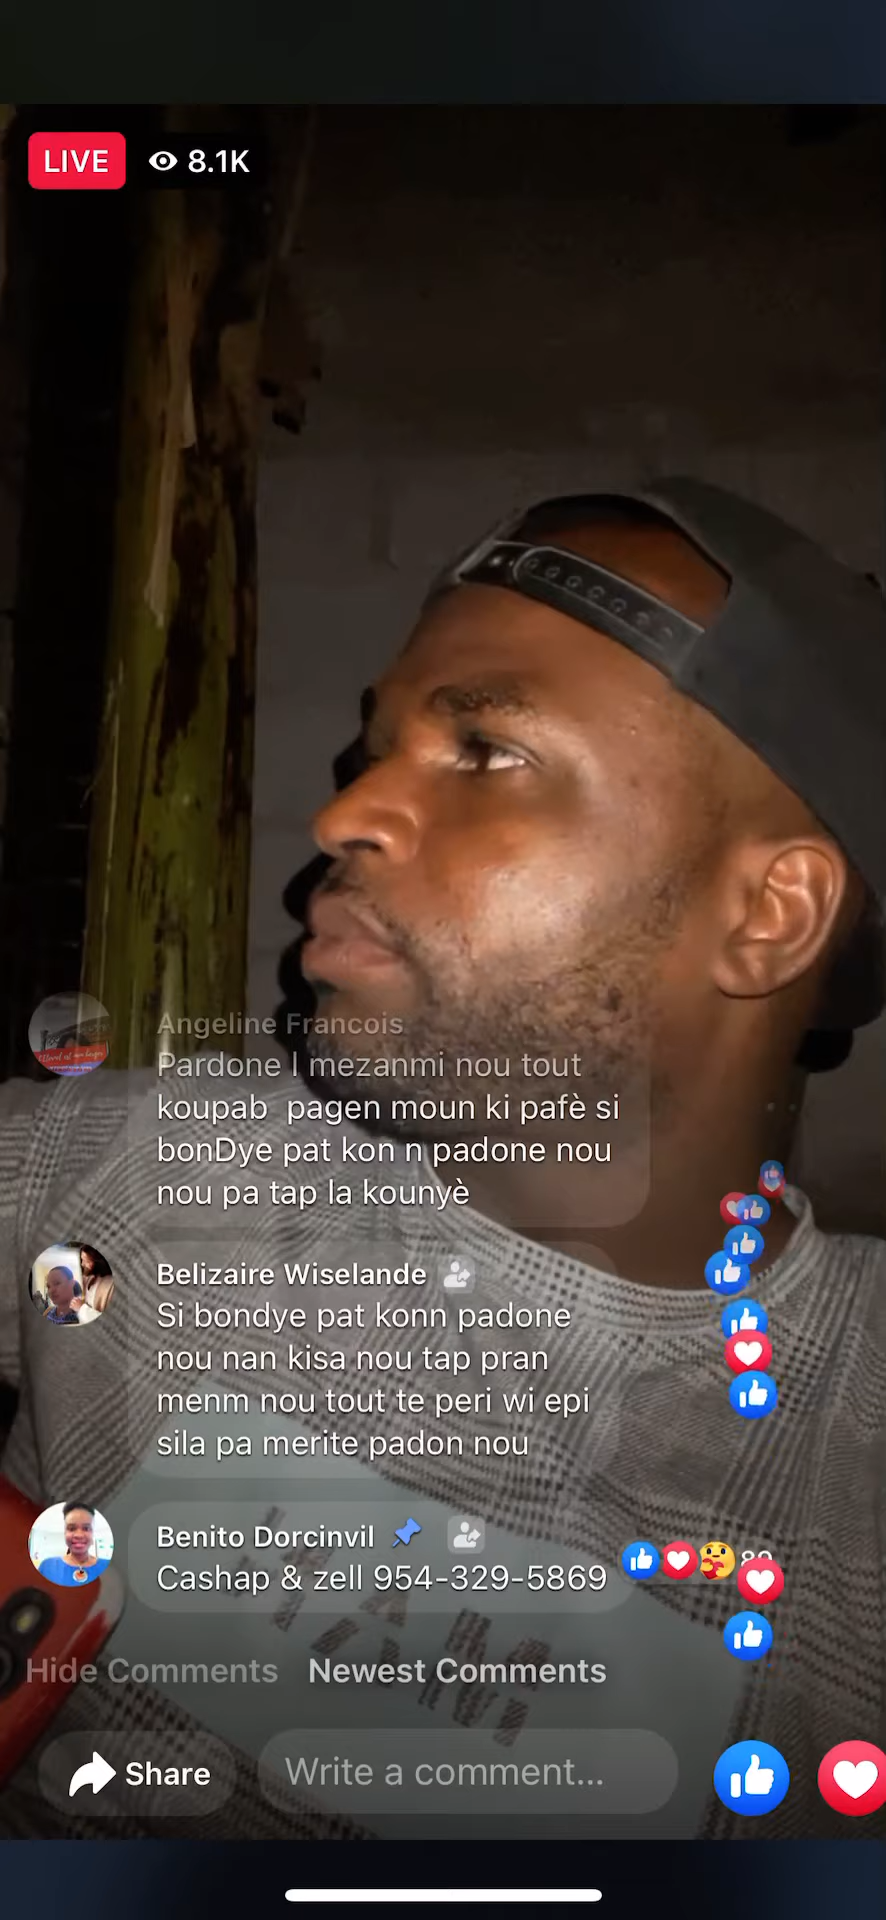 LIVE 8.1K
Angeline Francois
Pardone l mezanmi nou tout
koupab pagen moun ki pafè si
bonDye pat kon n padone nou
nou pa tap la kounyè
Belizaire Wiselande
Si bondye pat konn padone
nou nan kisa nou tap pran
menm nou tout te peri wi epi
sila pa merite padon nou
Benito Dorcinvil
Cashap & zell 954-329-5869
Hide Comments Newest Comments
Share Write a comment...